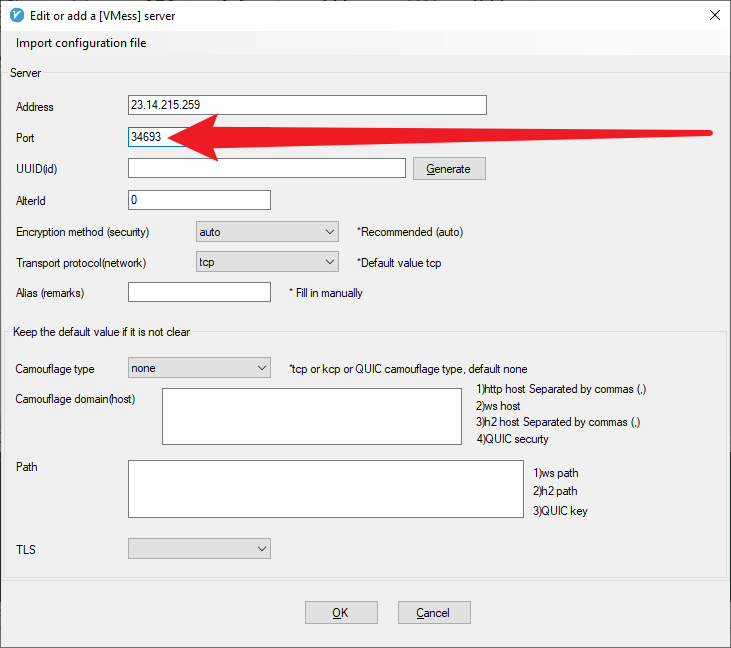 Edit or add a [VMess] server
Import configuration file
Server
Address 23.14.215.259
Port 34693
UUID(id) Generate
AlterId 0
Encryption method (security) auto *Recommended (auto)
Transport protocol(network) tcp *Default value tcp
Alias (remarks) * Fill in manually
Keep the default value if it is not clear
Camouflage type none *tcp or kcp or QUIC camouflage type, default none
Camouflage domain(host) 1)http host Separated by commas (,)
2)ws host
3)h2 host Separated by commas (,)
4)QUIC securty
Path 1)ws path
2)h2 path
3)QUIC key
TLS
OK Cancel